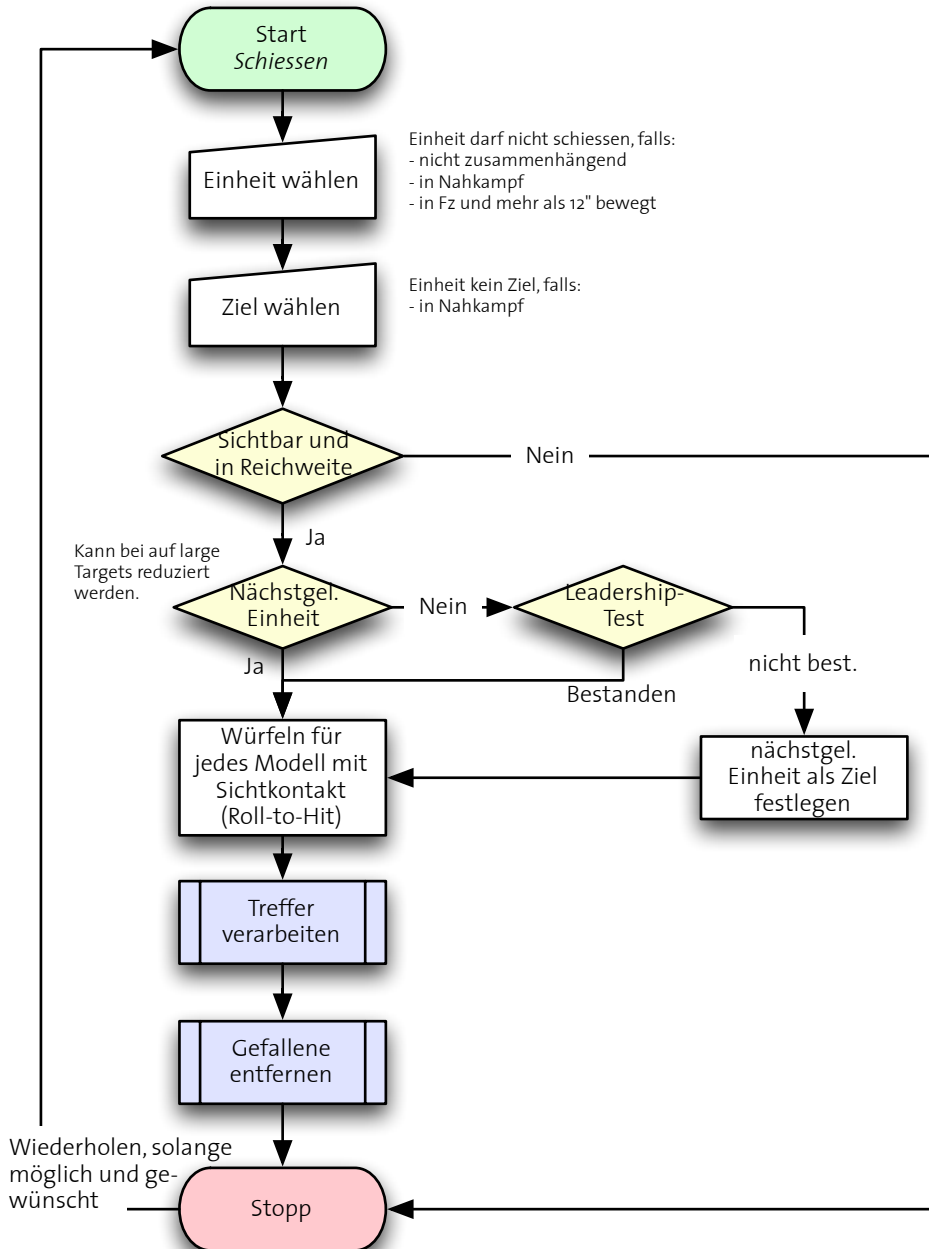 Start
Schiessen
Einheit wählen
Einheit darf nicht schiessen, falls:
- nicht zusammenhängend
- in Nahkampf
- in Fz und mehr als 12" bewegt
Ziel wählen
Einheit kein Ziel, falls:
- in Nahkampf
Sichtbar und
in Reichweite
Nein
Ja
Kann bei auf large
Targets reduziert
werden.
Nächstgel.
Einheit
Nein
Leadership-
Test
nicht best.
Ja
Bestanden
Würfeln für
jedes Modell mit
Sichtkontakt
(Roll-to-Hit)
nächstgel.
Einheit als Ziel
festlegen
Treffer
verarbeiten
Gefallene
entfernen
Wiederholen, solange
möglich und ge-
wünscht
Stopp